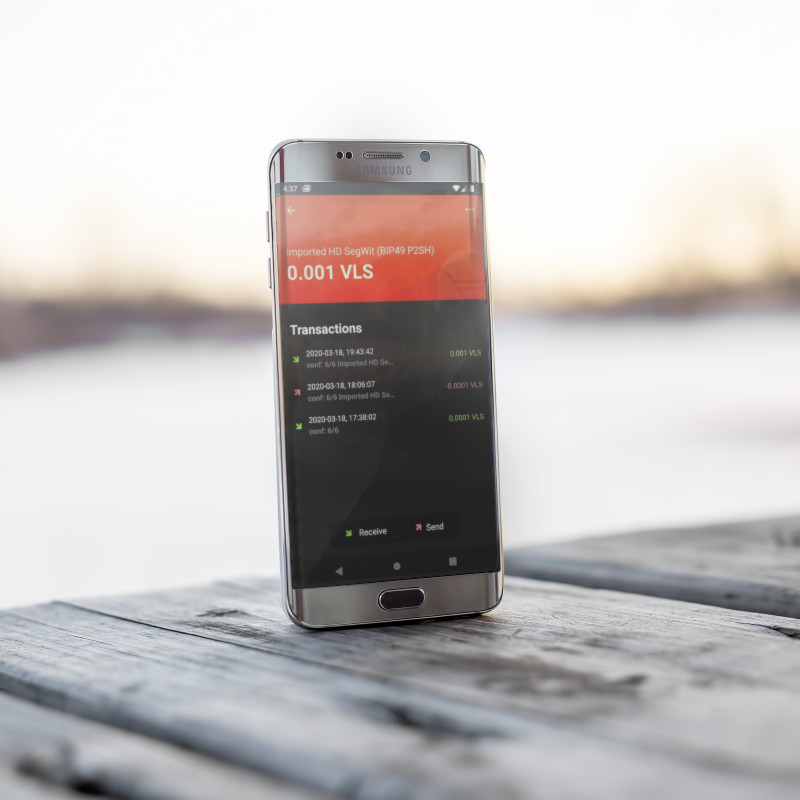 SAMSUNG
4:37
Imported HD SegWit (BIP49 P2SH)
0.001 VLS
Transactions
2020-03-18, 19:43:42
0.001 VLS
conf: 6/6 Imported HD Se...
2020-03-18, 18:06:07
-0.0001 VLS
conf: 6/6 Imported HD Se...
2020-03-18, 17:38:02
0.0001 VLS
conf: 6/6
Receive
Send